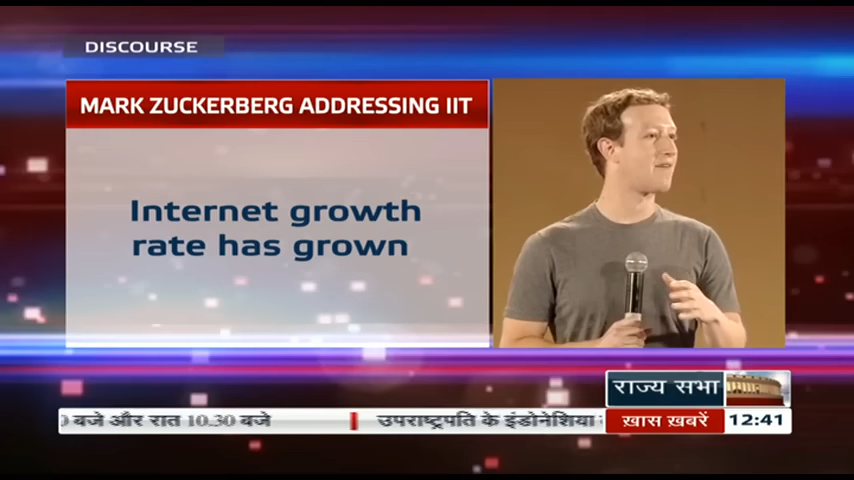 DISCOURSE
MARK ZUCKERBERG ADDRESSING IIT
Internet growth
rate has grown
राज्य सभा
बजे और रात 10.30 बजे
उपराष्ट्रपति के इंडोनेशिया
ख़ास ख़बरें
12:41